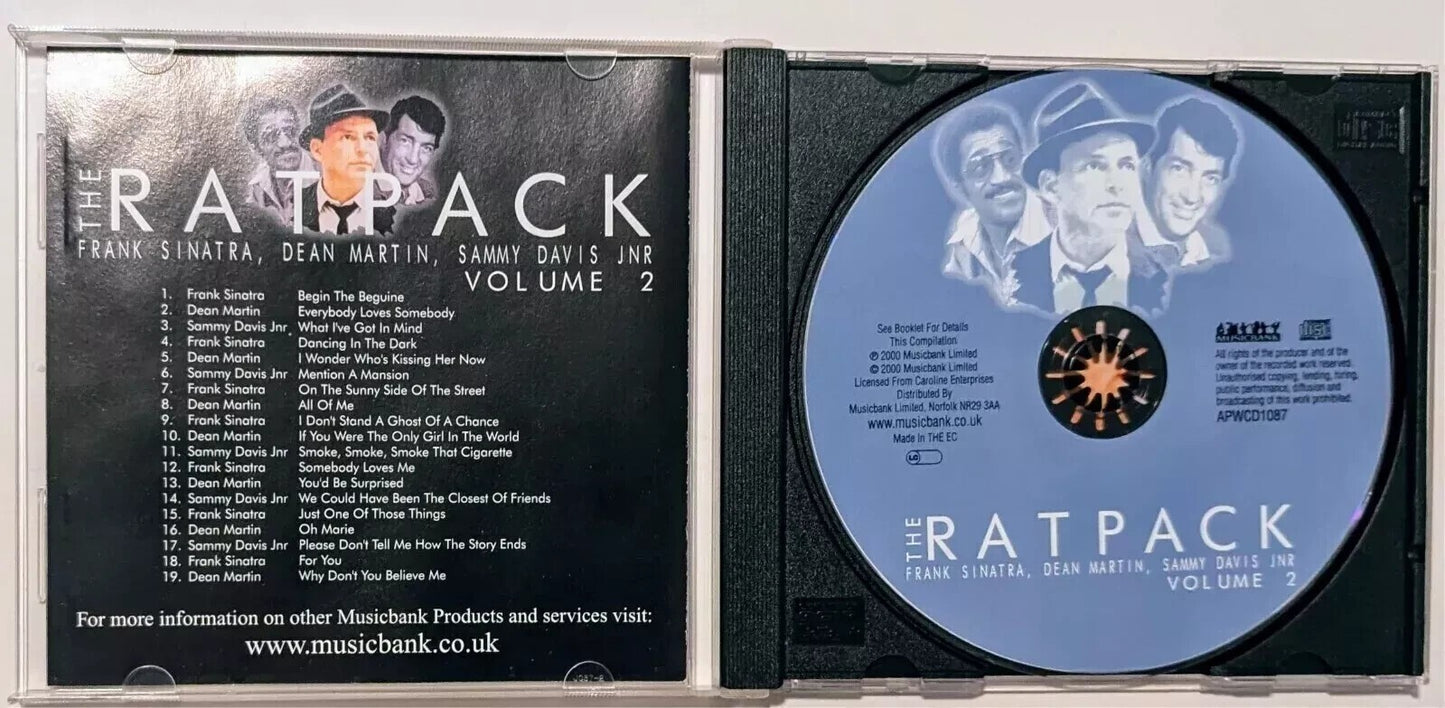 THE RATPACK
FRANK SINATRA, DEAN MARTIN, SAMMY DAVIS JNR
VOLUME 2
1. Frank Sinatra Begin The Beguine
2. Dean Martin Everybody Loves Somebody
3. Sammy Davis Jnr. What I've Got In Mind
4. Frank Sinatra Dancing In The Dark
5. Dean Martin I Wonder Who's Kissing Her Now
6. Sammy Davis Jnr Mention A Mansion
7. Frank Sinatra On The Sunny Side Of The Street
8. Dean Martin All Of Me
9. Frank Sinatra I Don't Stand A Ghost Of A Chance
10. Dean Martin If You Were The Only Girl In The World
11. Sammy Davis Jnr Smoke, Smoke, Smoke That Cigarette
12. Frank Sinatra Somebody Loves Me
13. Dean Martin You'd Be Surprised
14. Sammy Davis Jnr We Could Have Been The Closest Of Friends
15. Frank Sinatra Just One Of Those Things
16. Dean Martin Oh Marie
17. Sammy Davis Jnr Please Don't Tell Me How The Story Ends
18. Frank Sinatra For You
19. Dean Martin Why Don't You Believe Me
For more information on other Musicbank Products and services visit:
www.musicbank.co.uk
See Booklet For Details
This Compilation
℗ 2000 Musicbank Limited
© 2000 Musicbank Limited
Licensed From Caroline Enterprises
Distributed By
Musicbank Limited, Norfolk NR29 3AA
www.musicbank.co.uk
Made in THE EC
LC
MUSICBANK
All rights of the producer and of the
owner of the recorded work reserved.
Unauthorised copying, lending, hiring,
public performance, diffusion and
broadcasting of this work prohibited.
APWCD1087
THE RATPACK
FRANK SINATRA, DEAN MARTIN, SAMMY DAVIS JNR
VOLUME 2